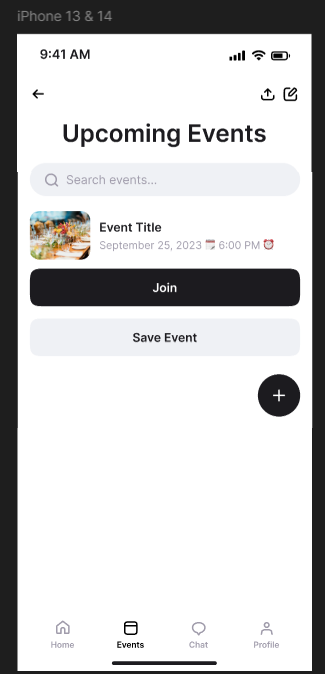 iPhone 13 & 14
9:41 AM
Upcoming Events
Search events...
Event Title
September 25, 2023 🗓 6:00 PM ⏰
Join
Save Event
+
Home Events Chat Profile